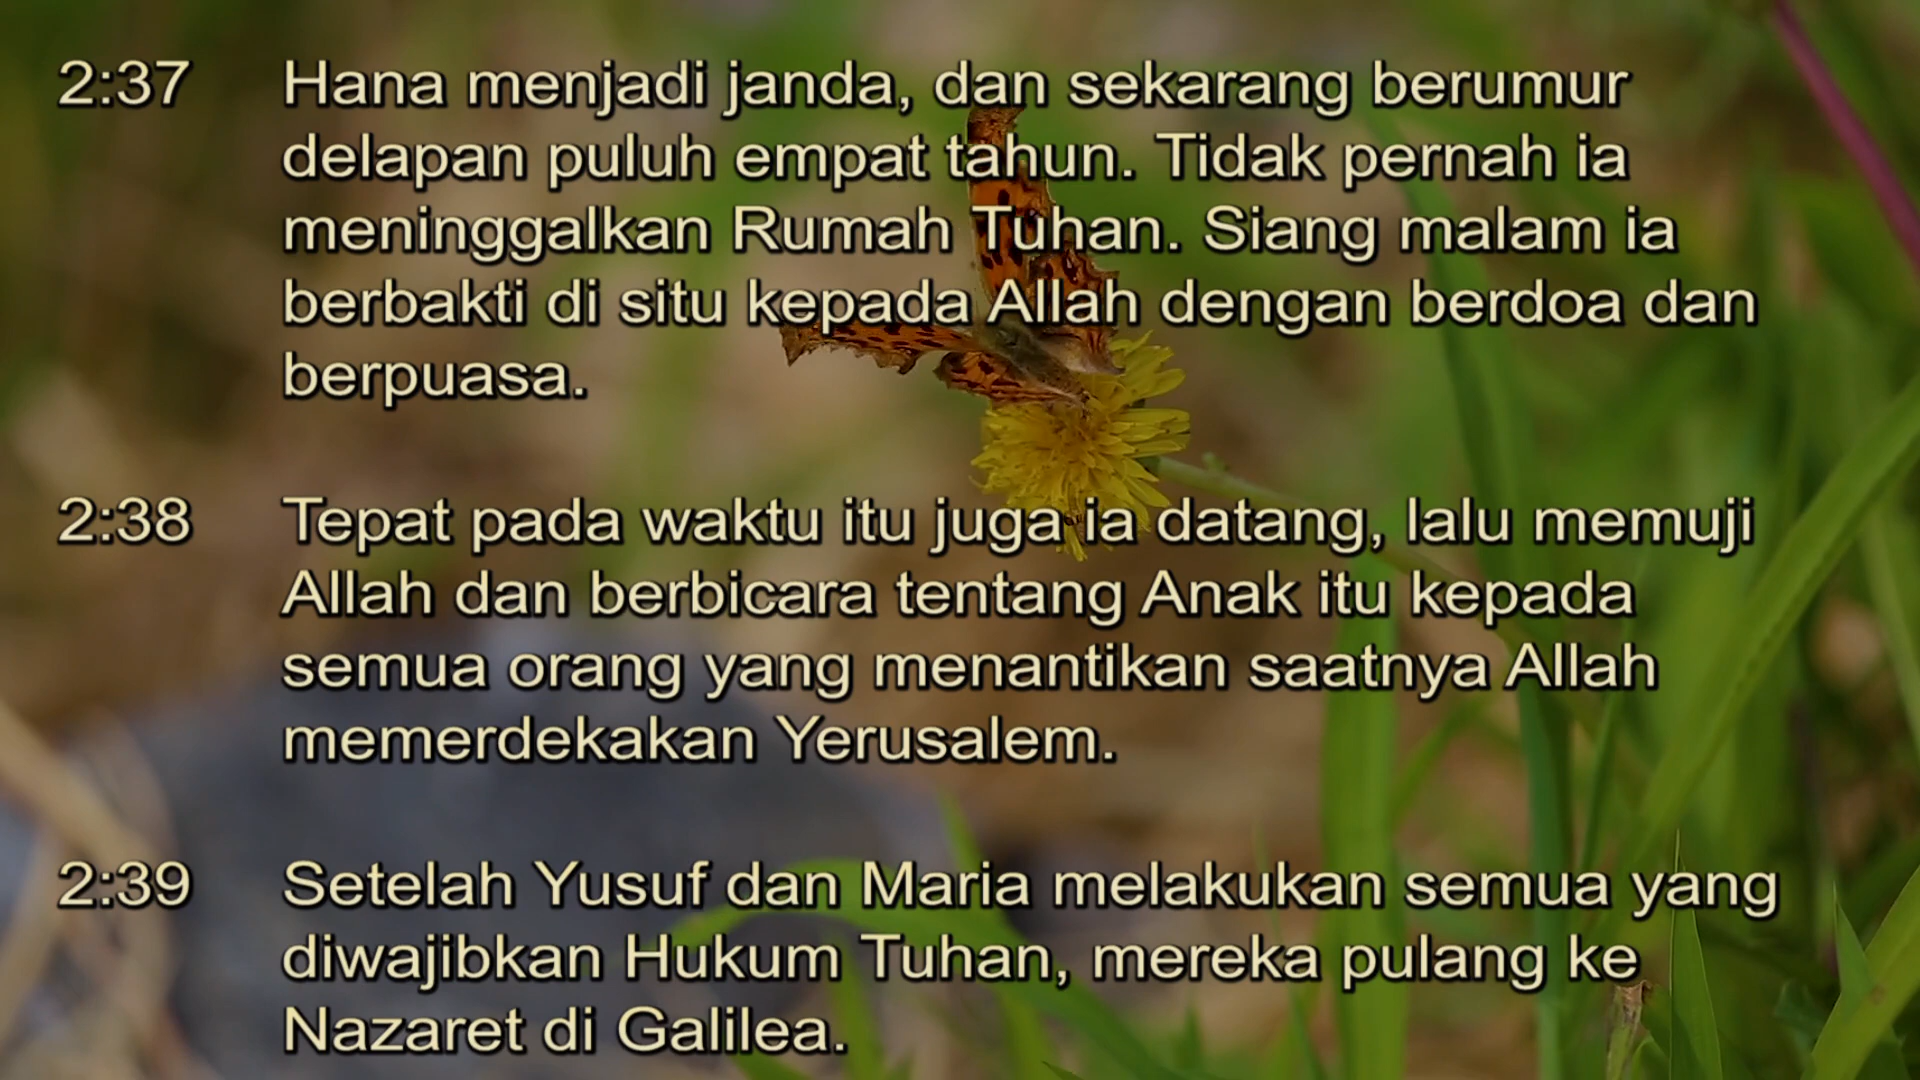 2:37 Hana menjadi janda, dan sekarang berumur
delapan puluh empat tahun. Tidak pernah ia
meninggalkan Rumah Tuhan. Siang malam ia
berbakti di situ kepada Allah dengan berdoa dan
berpuasa.
2:38 Tepat pada waktu itu juga ia datang, lalu memuji
Allah dan berbicara tentang Anak itu kepada
semua orang yang menantikan saatnya Allah
memerdekakan Yerusalem.
2:39 Setelah Yusuf dan Maria melakukan semua yang
diwajibkan Hukum Tuhan, mereka pulang ke
Nazaret di Galilea.